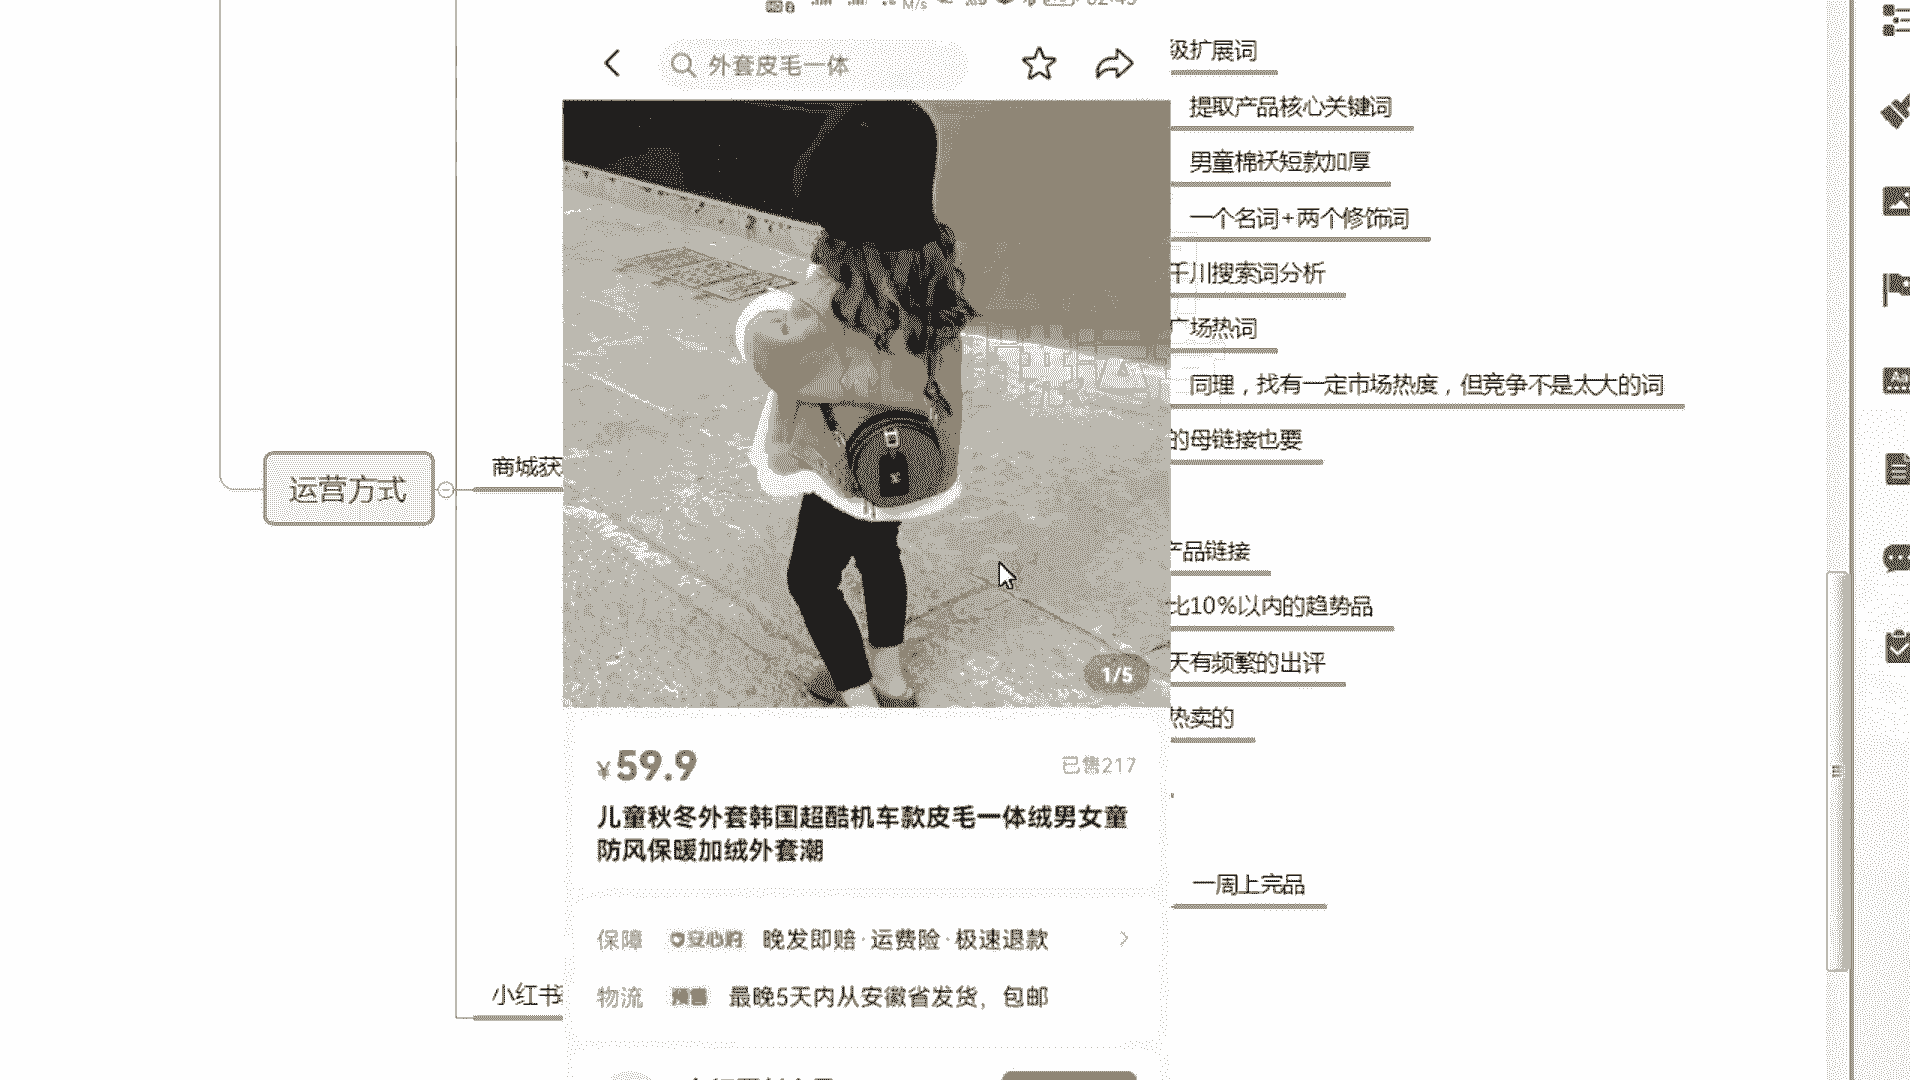 M/s
外套皮毛一体
级扩展词
提取产品核心关键词
男童棉袄短款加厚
一个名词+两个修饰词
千川搜索词分析
广场热词
同理，找有一定市场热度，但竞争不是太大的词
的母链接也要
运营方式
商城获
产品链接
比10%以内的趋势品
天有频繁的出评
热卖的
1/5
¥59.9
已售217
儿童秋冬外套韩国超酷机车款皮毛一体绒男女童
防风保暖加绒外套潮
一周上完品
保障 安心购 晚发即赔·运费险·极速退款
物流 预售 最晚5天内从安徽省发货，包邮
小红书